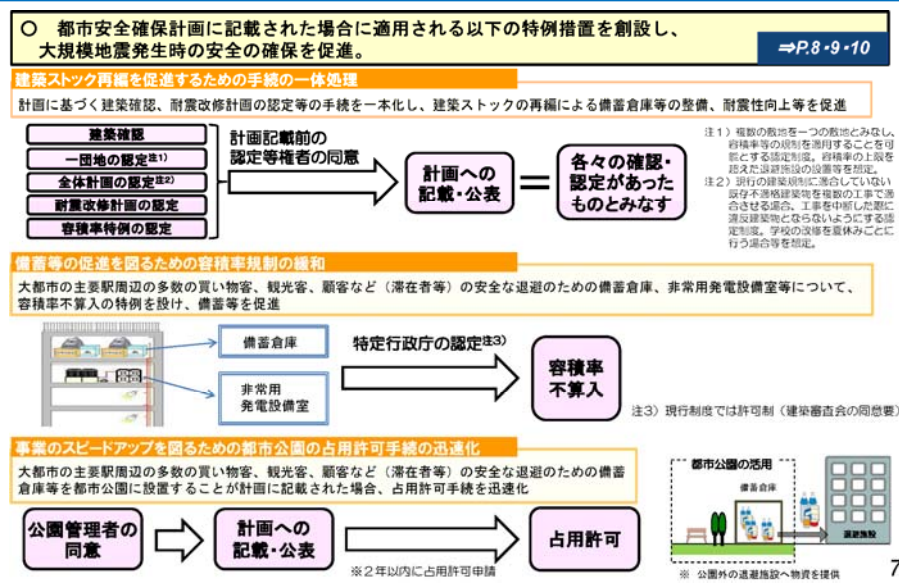 ○ 都市安全確保計画に記載された場合に適用される以下の特例措置を創設し、
大規模地震発生時の安全の確保を促進。
⇒P.8・9・10
建築ストック再編を促進するための手続の一体処理
計画に基づく建築確認、耐震改修計画の認定等の手続を一本化し、建築ストックの再編による備蓄倉庫等の整備、耐震性向上等を促進
建築確認
一団地の認定注1)
全体計画の認定注2)
耐震改修計画の認定
容積率特例の認定
計画記載前の
認定等権者の同意
計画への
記載・公表
=
各々の確認・
認定があった
ものとみなす
注1)複数の敷地を一つの敷地とみなし、
容積率等の規制を適用することを可
能とする認定制度。容積率の上限を
超えた退避施設の設置等を想定。
注2)現行の建築規制に適合していない
既存不適格建築物を複数の工事で適
合させる場合、工事を中断した際に
違反建築物とならないようにする認
定制度。学校の改修を夏休みごとに
行う場合等を想定。
備蓄等の促進を図るための容積率規制の緩和
大都市の主要駅周辺の多数の買い物客、観光客、顧客など(滞在者等)の安全な退避のための備蓄倉庫、非常用発電設備室等について、
容積率不算入の特例を設け、備蓄等を促進
備蓄倉庫
非常用
発電設備室
特定行政庁の認定注3)
容積率
不算入
注3)現行制度では許可制(建築審査会の同意要)
事業のスピードアップを図るための都市公園の占用許可手続の迅速化
大都市の主要駅周辺の多数の買い物客、観光客、顧客など(滞在者等)の安全な退避のための備蓄
倉庫等を都市公園に設置することが計画に記載された場合、占用許可手続を迅速化
公園管理者の
同意
計画への
記載・公表
※2年以内に占用許可申請
占用許可
都市公園の活用
備蓄倉庫
退避施設
※ 公園外の退避施設へ物資を提供
7